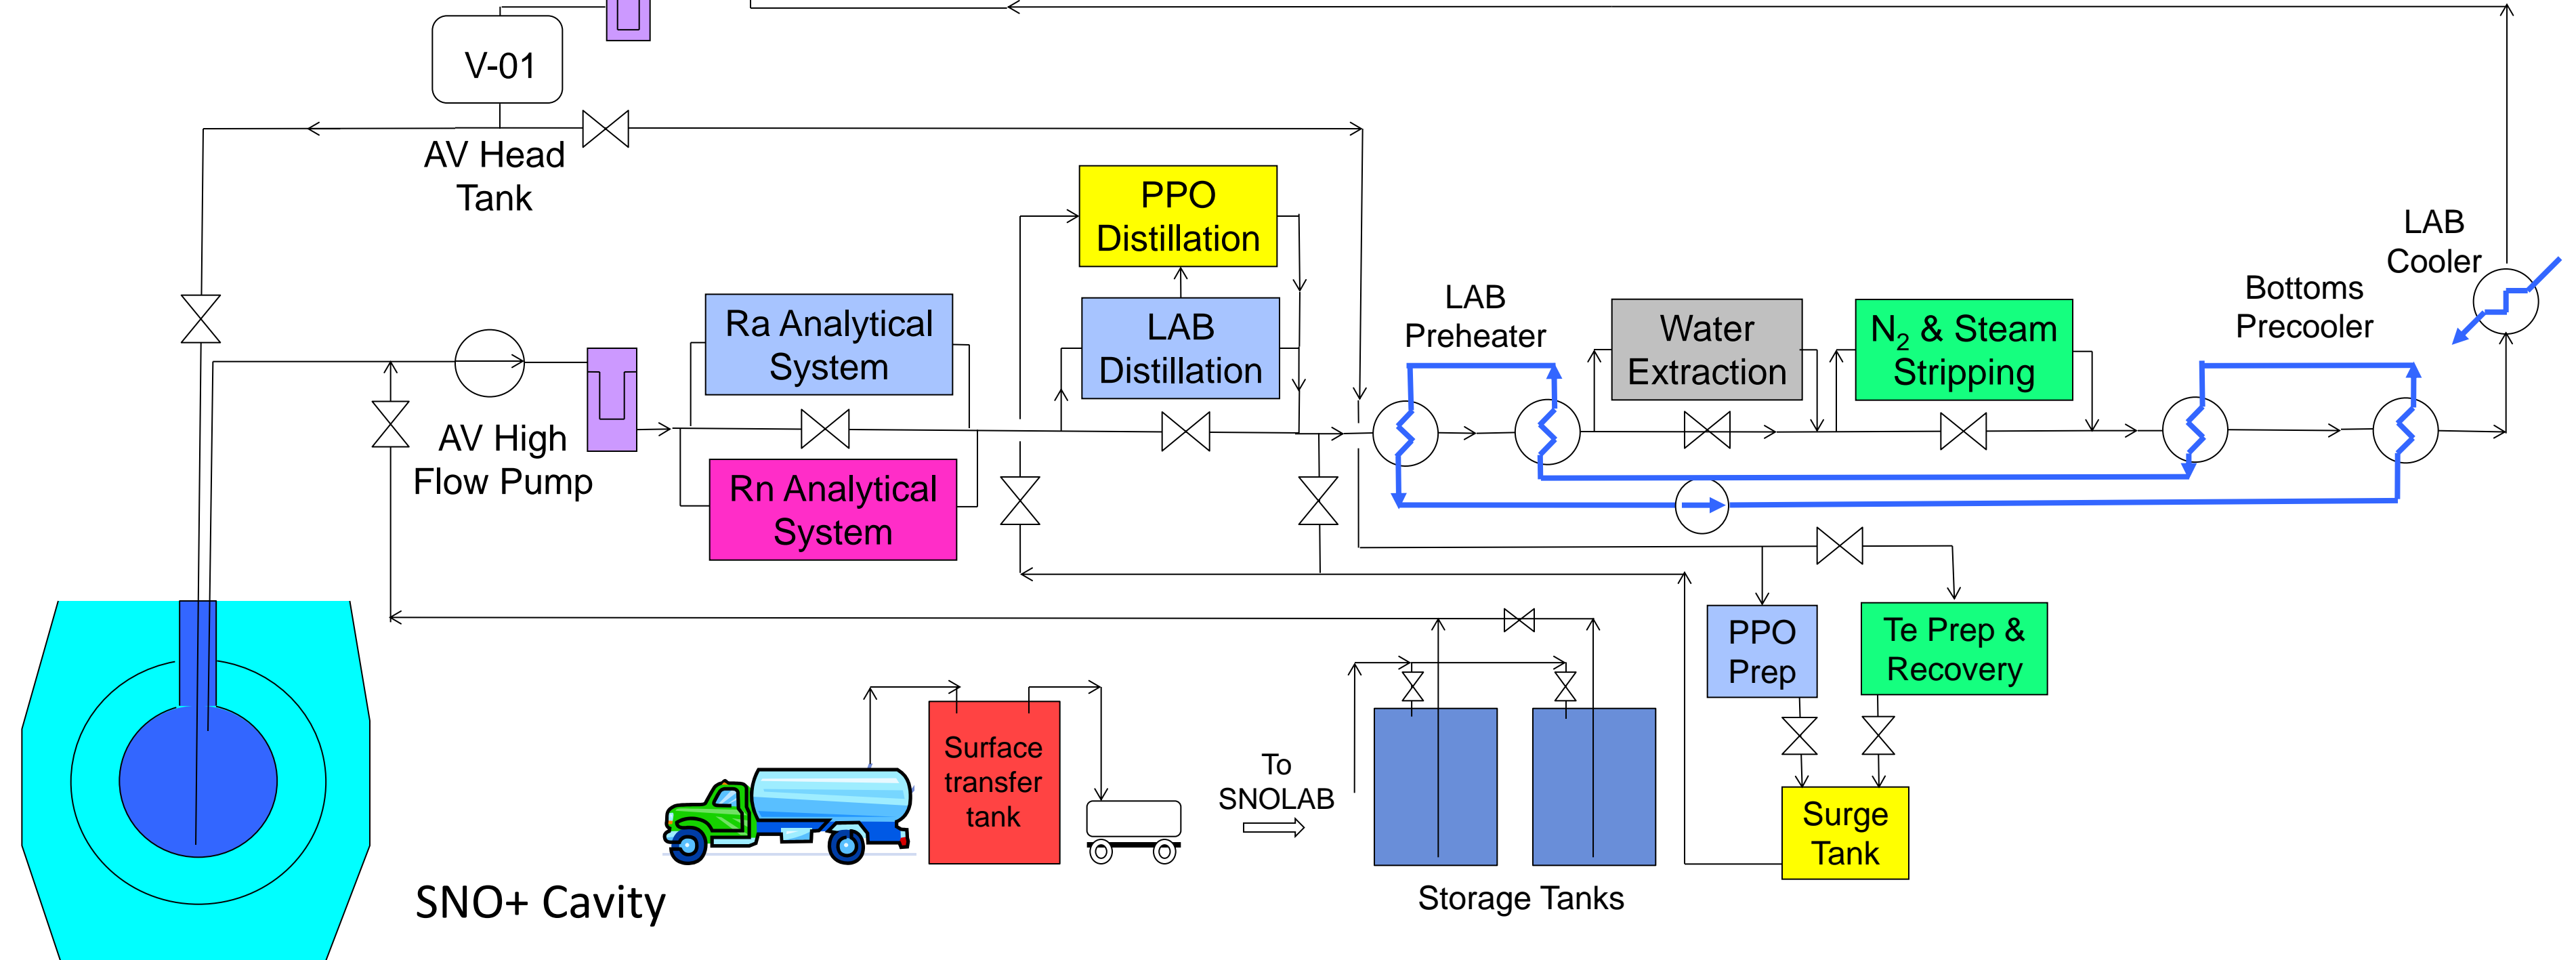 V-01
AV Head
Tank
PPO
Distillation
LAB
Cooler
Ra Analytical
System
LAB
Distillation
LAB
Preheater
Water
Extraction
N₂ & Steam
Stripping
Bottoms
Precooler
AV High
Flow Pump
Rn Analytical
System
PPO
Prep
Te Prep &
Recovery
Surface
transfer
tank
To
SNOLAB
Surge
Tank
Storage Tanks
SNO+ Cavity